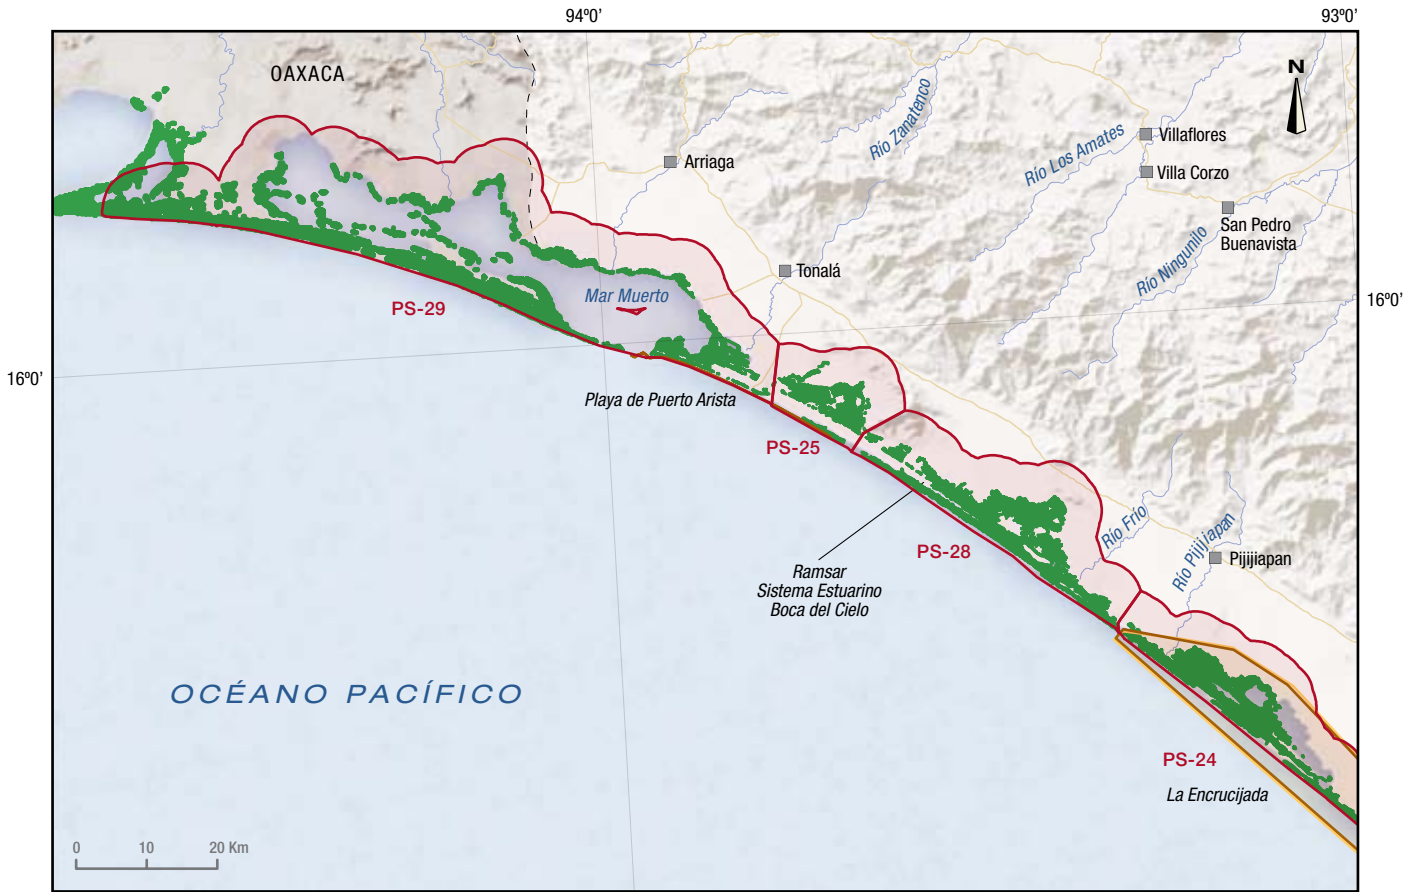 94º0'
93º0'
OAXACA
N
Río Zanatenco
Villaflores
Río Los Amates
Arriaga
Villa Corzo
San Pedro
Buenavista
Río Ningunilo
Tonalá
Mar Muerto
PS-29
16º0'
16º0'
Playa de Puerto Arista
PS-25
PS-28
Río Frío
Río Pijijiapan
Pijijiapan
Ramsar
Sistema Estuarino
Boca del Cielo
OCÉANO PACÍFICO
PS-24
La Encrucijada
0 10 20 Km